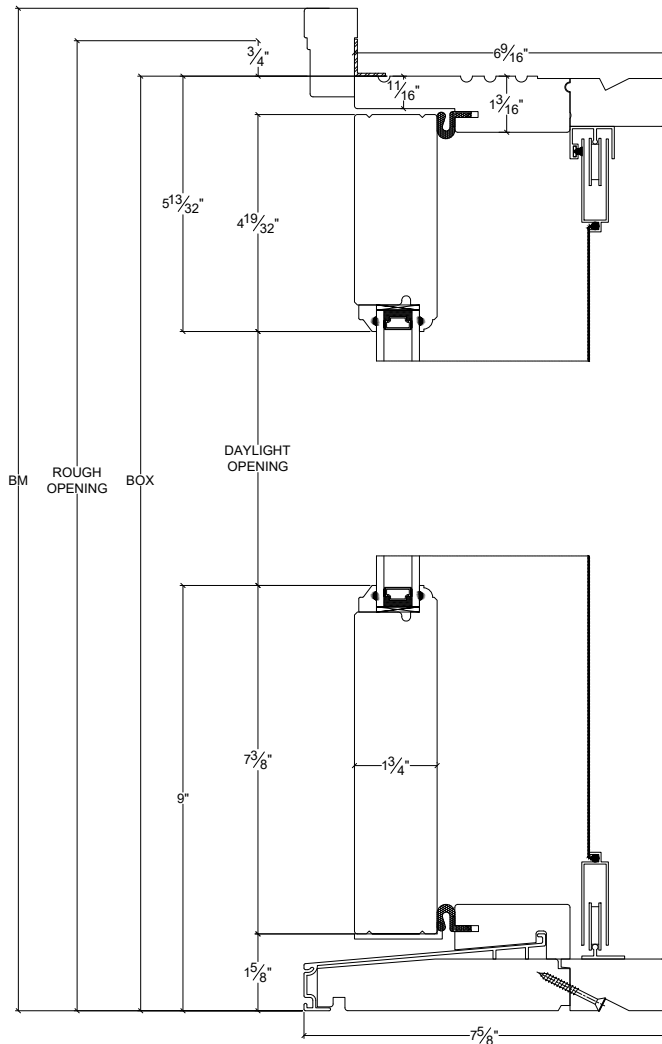 3/4"
6 9/16"
11/16"
1 3/16"
5 13/32"
4 19/32"
DAYLIGHT
OPENING
BM
ROUGH
OPENING
BOX
7 3/8"
1 3/4"
9"
1 5/8"
7 5/8"